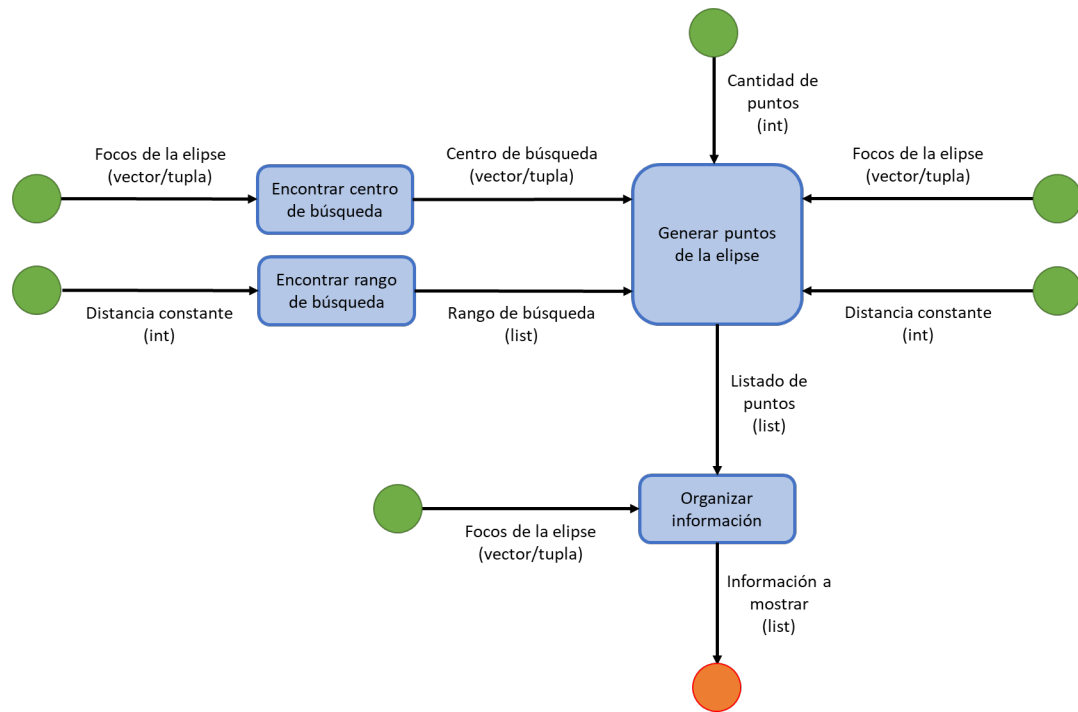 Cantidad de
puntos
(int)
Focos de la elipse
(vector/tupla)
Encontrar centro
de búsqueda
Centro de búsqueda
(vector/tupla)
Generar puntos
de la elipse
Focos de la elipse
(vector/tupla)
Distancia constante
(int)
Encontrar rango
de búsqueda
Rango de búsqueda
(list)
Distancia constante
(int)
Listado de
puntos
(list)
Focos de la elipse
(vector/tupla)
Organizar
información
Información a
mostrar
(list)